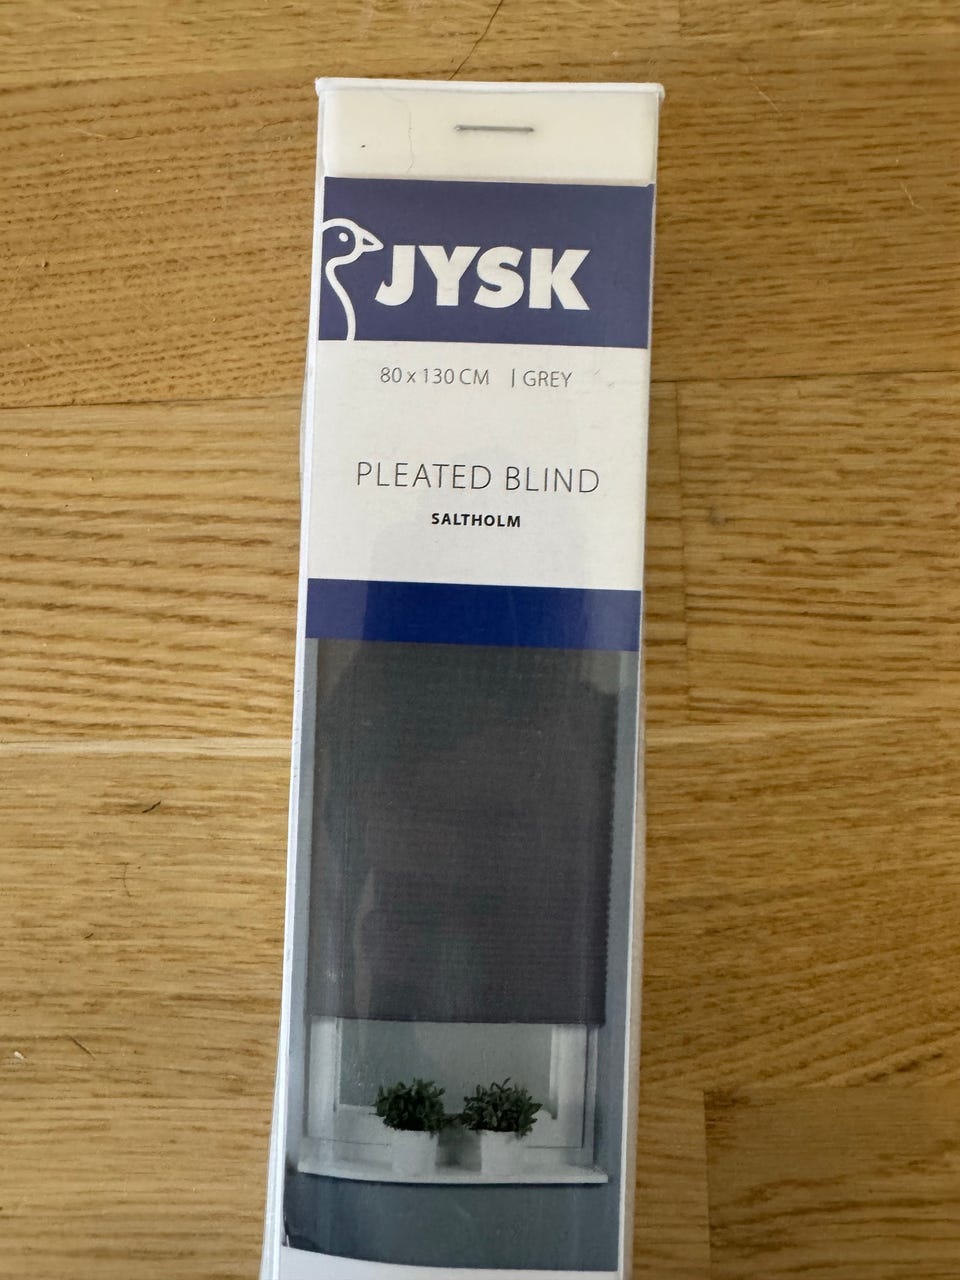 JYSK
80 x 130 CM | GREY
PLEATED BLIND
SALTHOLM